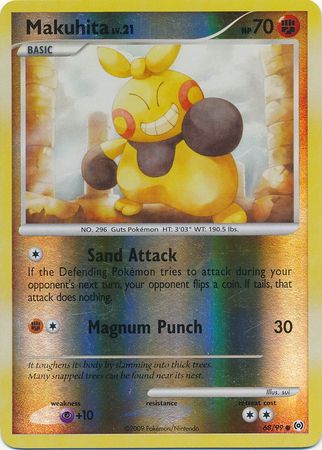 Makuhita LV.21 HP 70
BASIC
NO. 296 Guts Pokémon HT: 3'03" WT: 190.5 lbs.
Sand Attack
If the Defending Pokémon tries to attack during your
opponent's next turn, your opponent flips a coin. If tails, that
attack does nothing.
Magnum Punch 30
It toughens its body by slamming into thick trees.
Many snapped trees can be found near its nest.
Illus. sui
weakness resistance retreat cost
+10
68/99
©2009 Pokémon/Nintendo